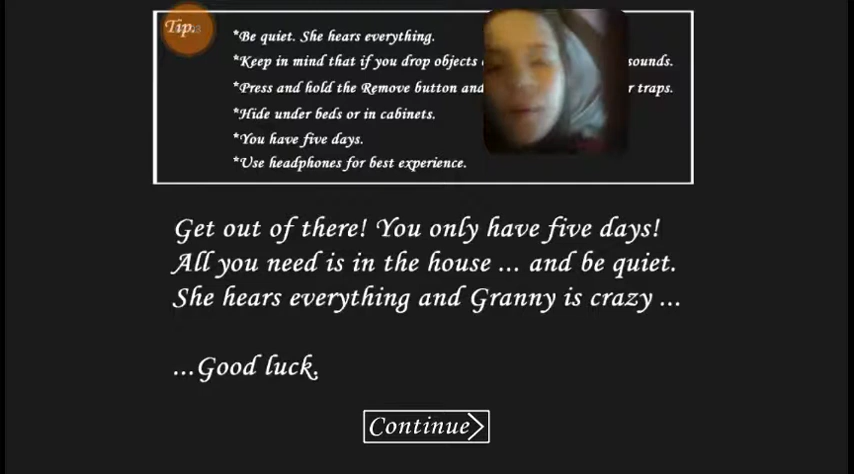 Tip.
*Be quiet. She hears everything.
*Keep in mind that if you drop objects sounds.
*Press and hold the Remove button and r traps.
*Hide under beds or in cabinets.
*You have five days.
*Use headphones for best experience.
Get out of there! You only have five days!
All you need is in the house ... and be quiet.
She hears everything and Granny is crazy ...
...Good luck.
Continue